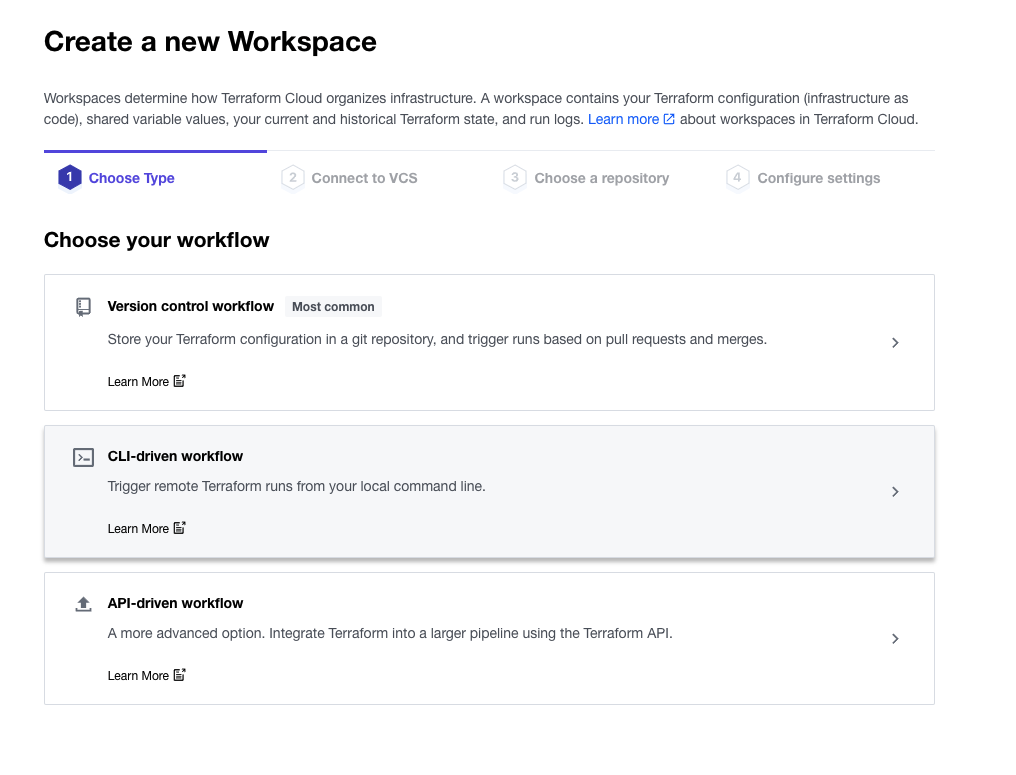 Create a new Workspace
Workspaces determine how Terraform Cloud organizes infrastructure. A workspace contains your Terraform configuration (infrastructure as
code), shared variable values, your current and historical Terraform state, and run logs. Learn more about workspaces in Terraform Cloud.
1 Choose Type
2 Connect to VCS
3 Choose a repository
4 Configure settings
Choose your workflow
Version control workflow Most common
Store your Terraform configuration in a git repository, and trigger runs based on pull requests and merges.
Learn More
CLI-driven workflow
Trigger remote Terraform runs from your local command line.
Learn More
API-driven workflow
A more advanced option. Integrate Terraform into a larger pipeline using the Terraform API.
Learn More